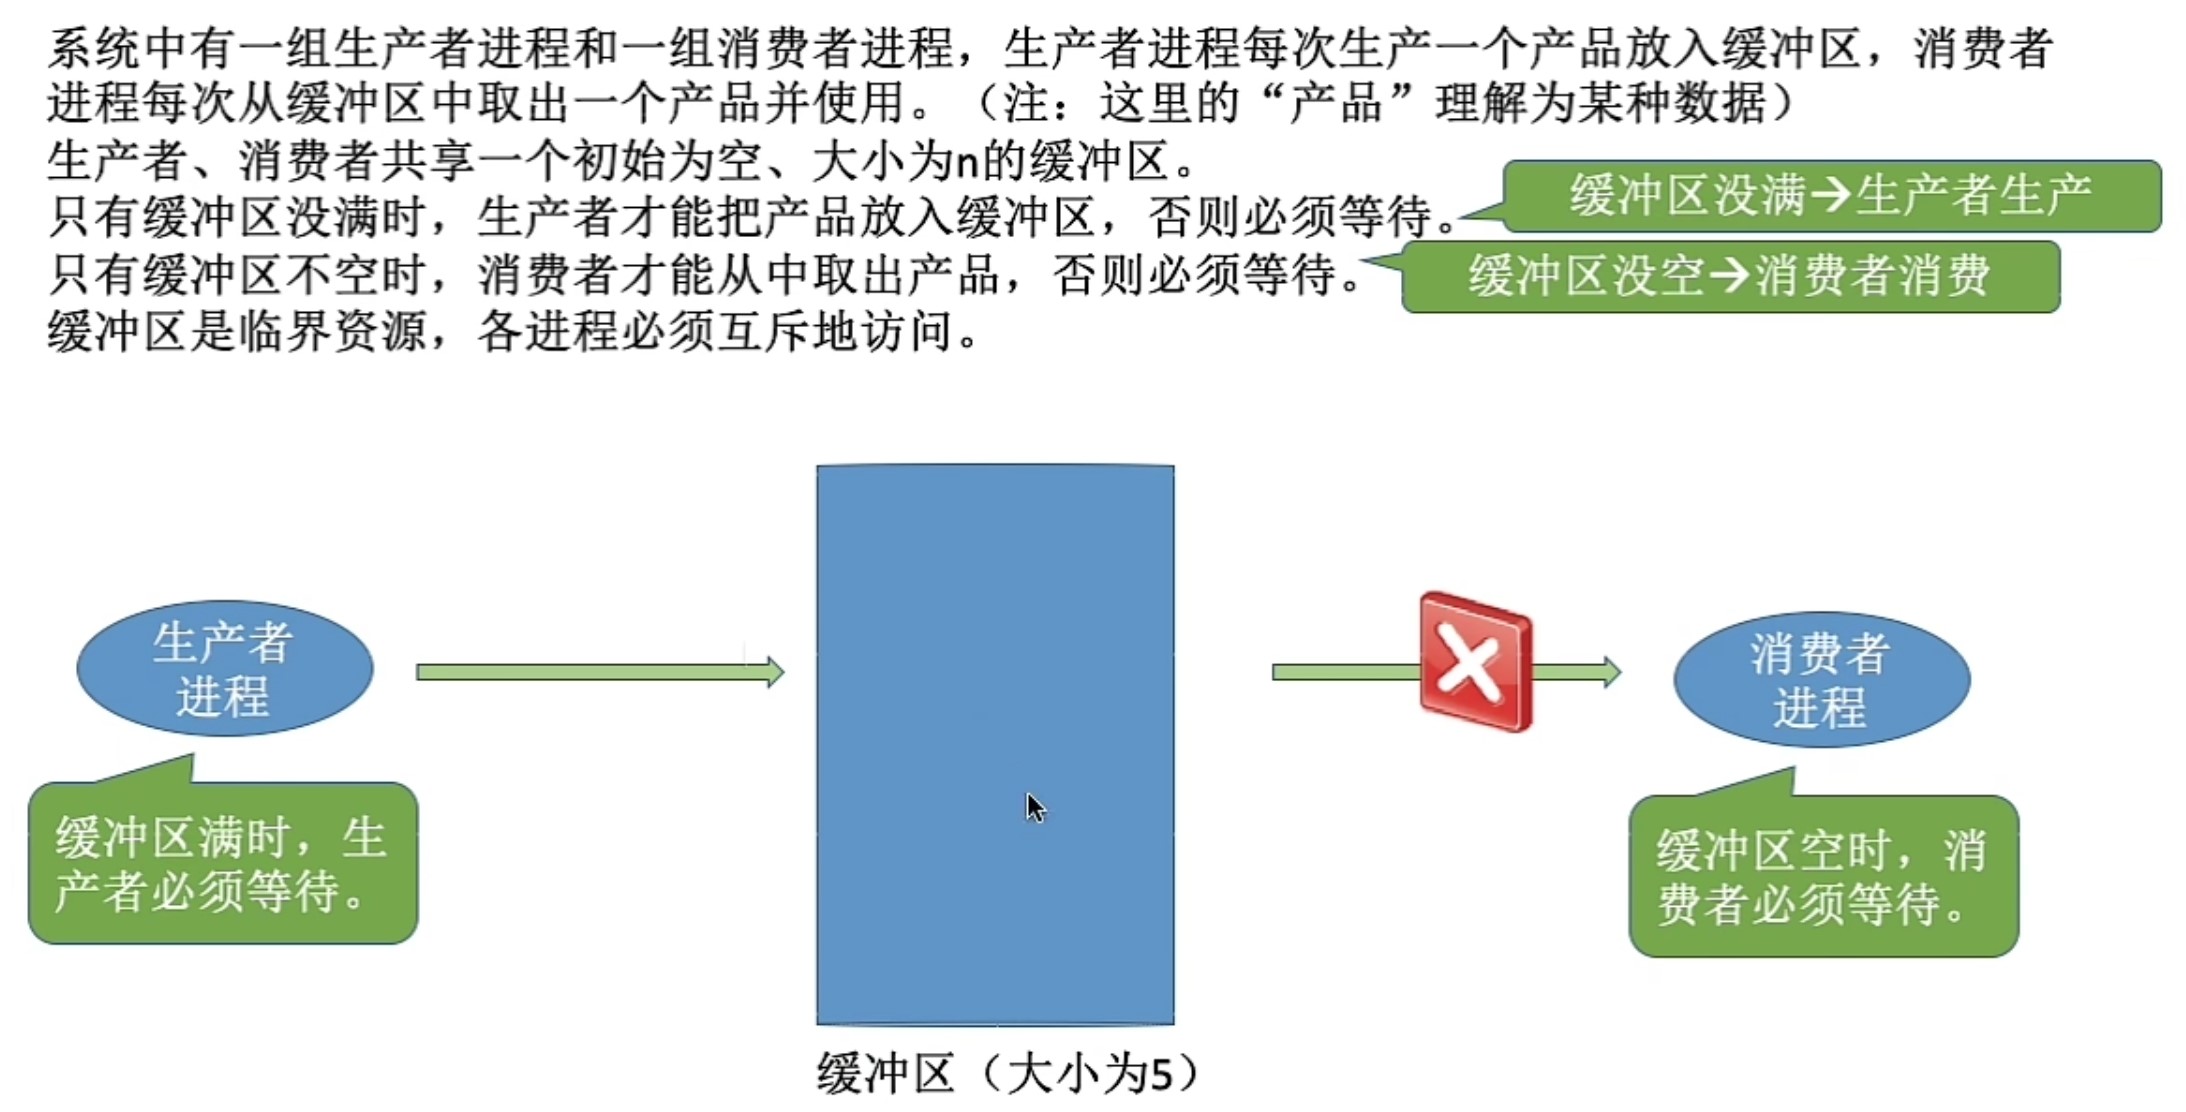 系统中有一组生产者进程和一组消费者进程，生产者进程每次生产一个产品放入缓冲区，消费者
进程每次从缓冲区中取出一个产品并使用。（注：这里的“产品”理解为某种数据）
生产者、消费者共享一个初始为空、大小为n的缓冲区。
只有缓冲区没满时，生产者才能把产品放入缓冲区，否则必须等待。
缓冲区没满→生产者生产
只有缓冲区不空时，消费者才能从中取出产品，否则必须等待。
缓冲区没空→消费者消费
缓冲区是临界资源，各进程必须互斥地访问。
生产者
进程
消费者
进程
缓冲区满时，生
产者必须等待。
缓冲区空时，消
费者必须等待。
缓冲区（大小为5）